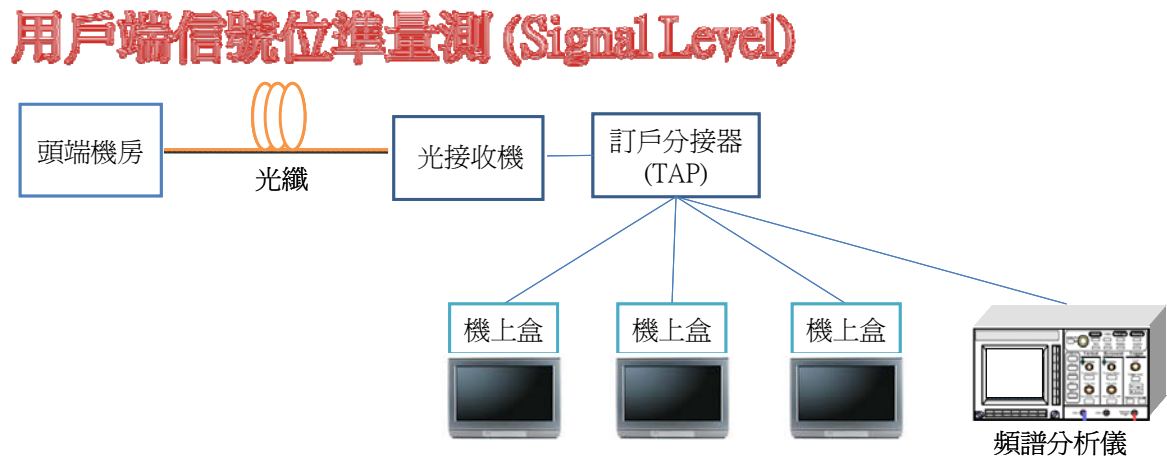 用戶端信號位準量測 (Signal Level)
頭端機房
光纖
光接收機
訂戶分接器
(TAP)
機上盒
機上盒
機上盒
頻譜分析儀